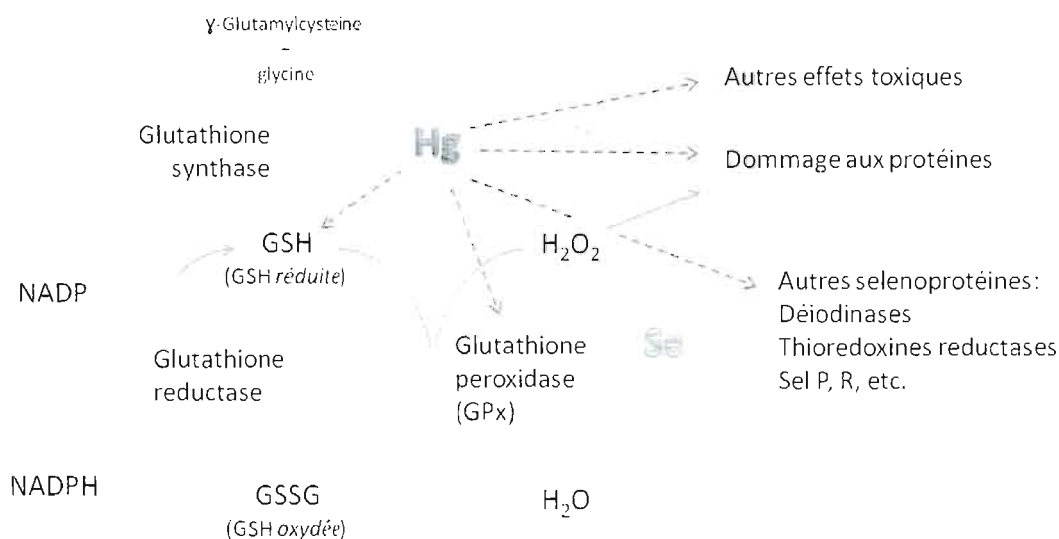 γ-Glutamylcysteine
–
glycine
Autres effets toxiques
Glutathione
synthase
Hg
Dommage aux protéines
GSH
(GSH réduite)
H₂O₂
NADP
Autres selenoprotéines:
Déiodinases
Thioredoxines reductases
Sel P, R, etc.
Glutathione
reductase
Glutathione
peroxidase
(GPx)
Se
NADPH
GSSG
(GSH oxydée)
H₂O